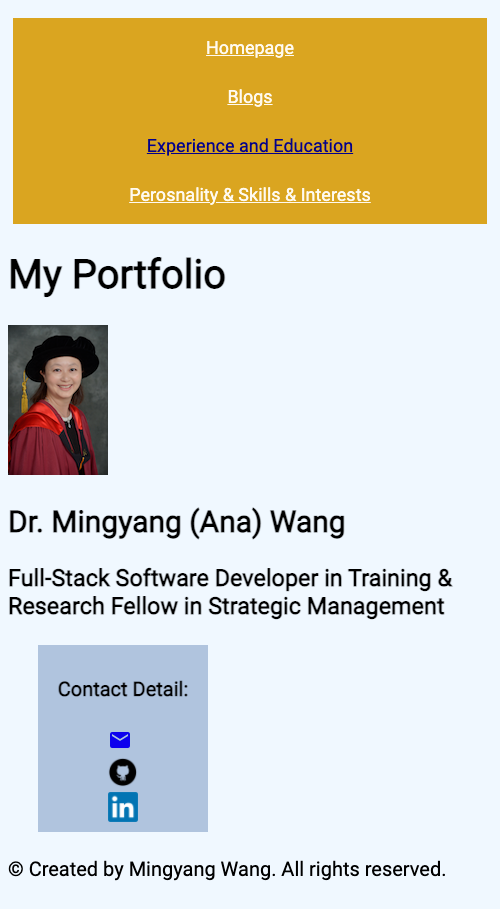 Homepage
Blogs
Experience and Education
Perosnality & Skills & Interests
My Portfolio
Dr. Mingyang (Ana) Wang
Full-Stack Software Developer in Training &
Research Fellow in Strategic Management
Contact Detail:
in
© Created by Mingyang Wang. All rights reserved.